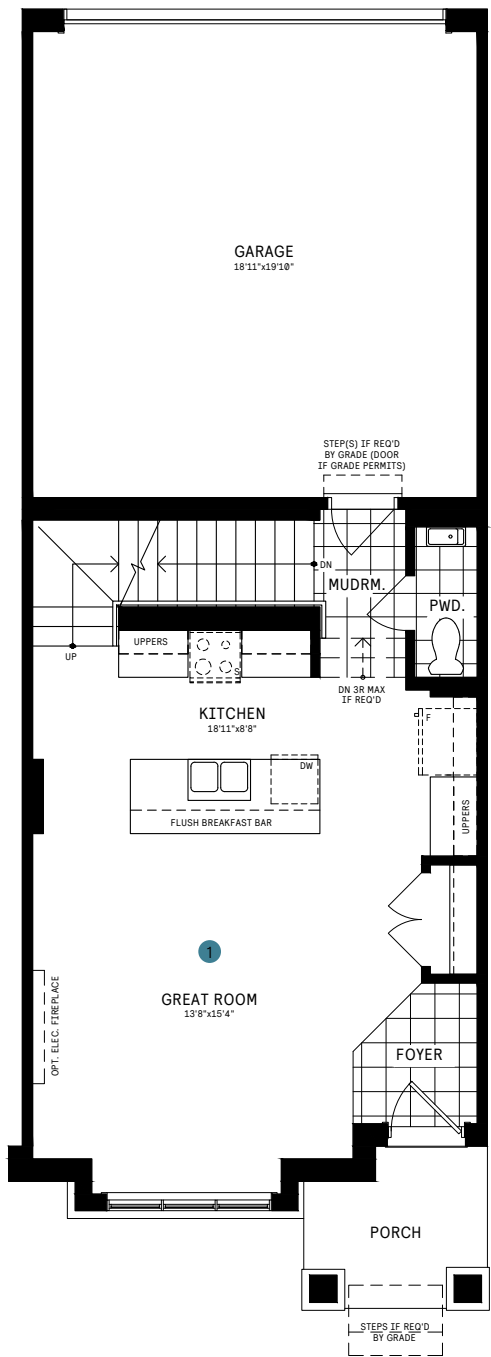 GARAGE
18'11"x19'10"
STEP(S) IF REQ'D
BY GRADE (DOOR
IF GRADE PERMITS)
DN
MUDRM.
PWD.
UP
UPPERS
S
DN 3R MAX
IF REQ'D
KITCHEN
18'11"x8'8"
F
DW
UPPERS
FLUSH BREAKFAST BAR
1
GREAT ROOM
13'8"x15'4"
OPT. ELEC. FIREPLACE
FOYER
PORCH
STEPS IF REQ'D
BY GRADE